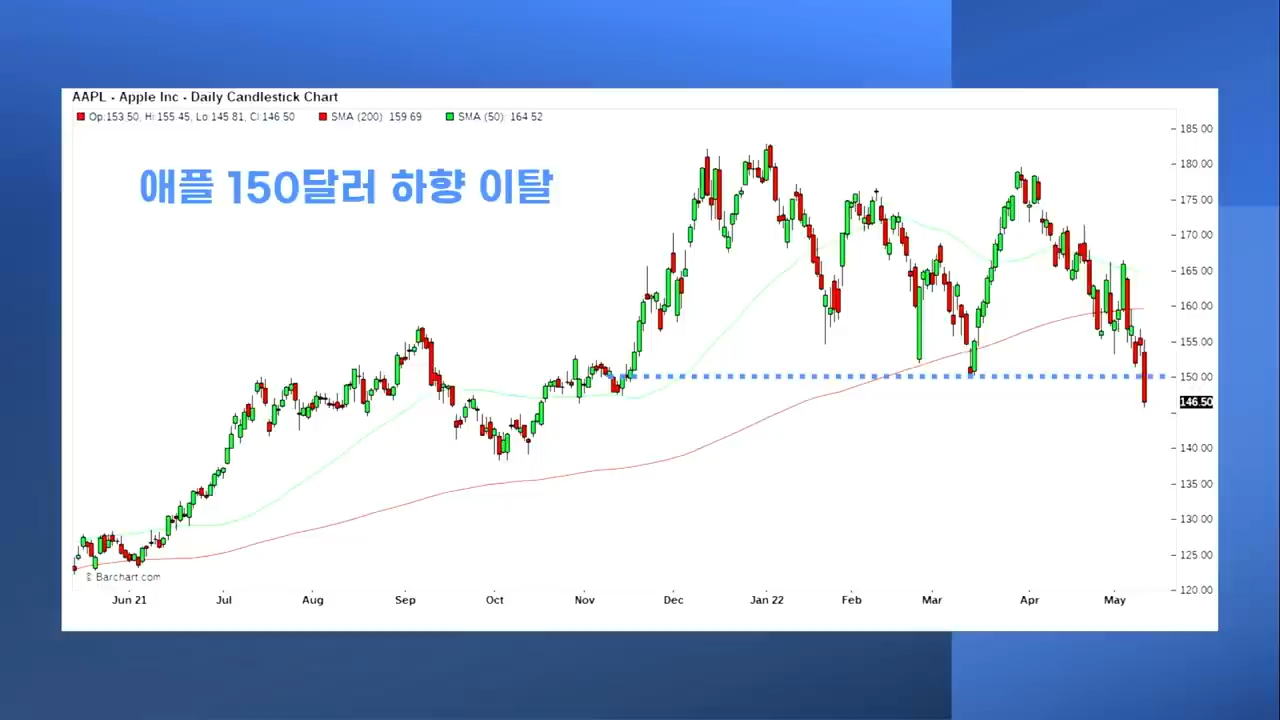 AAPL - Apple Inc - Daily Candlestick Chart
Op:153.50, Hi:155.45, Lo:145.81, Cl:146.50 SMA (200) 159.69 SMA (50) 164.52
애플 150달러 하향 이탈
185.00
180.00
175.00
170.00
165.00
160.00
155.00
150.00
146.50
140.00
135.00
130.00
125.00
120.00
© Barchart.com
Jun 21 Jul Aug Sep Oct Nov Dec Jan 22 Feb Mar Apr May